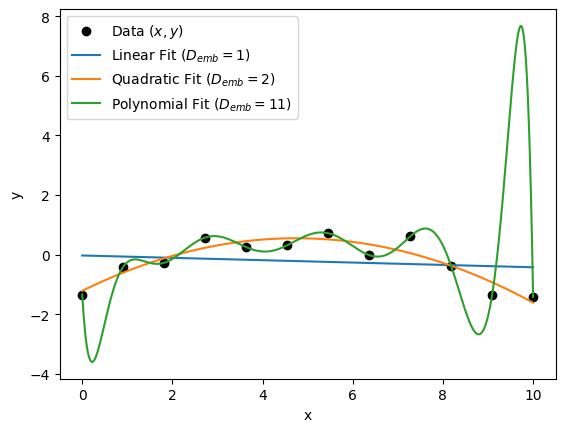 Data (x, y)
Linear Fit (D_emb = 1)
Quadratic Fit (D_emb = 2)
Polynomial Fit (D_emb = 11)
8
6
4
2
0
−2
−4
y
0 2 4 6 8 10
x